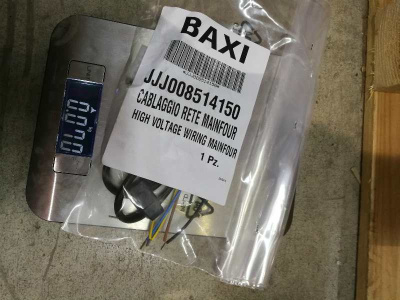 BAXI
JJJ008514150
CABLAGGIO RETE MAINFOUR
HIGH VOLTAGE WIRING MAINFOUR
1 Pz.